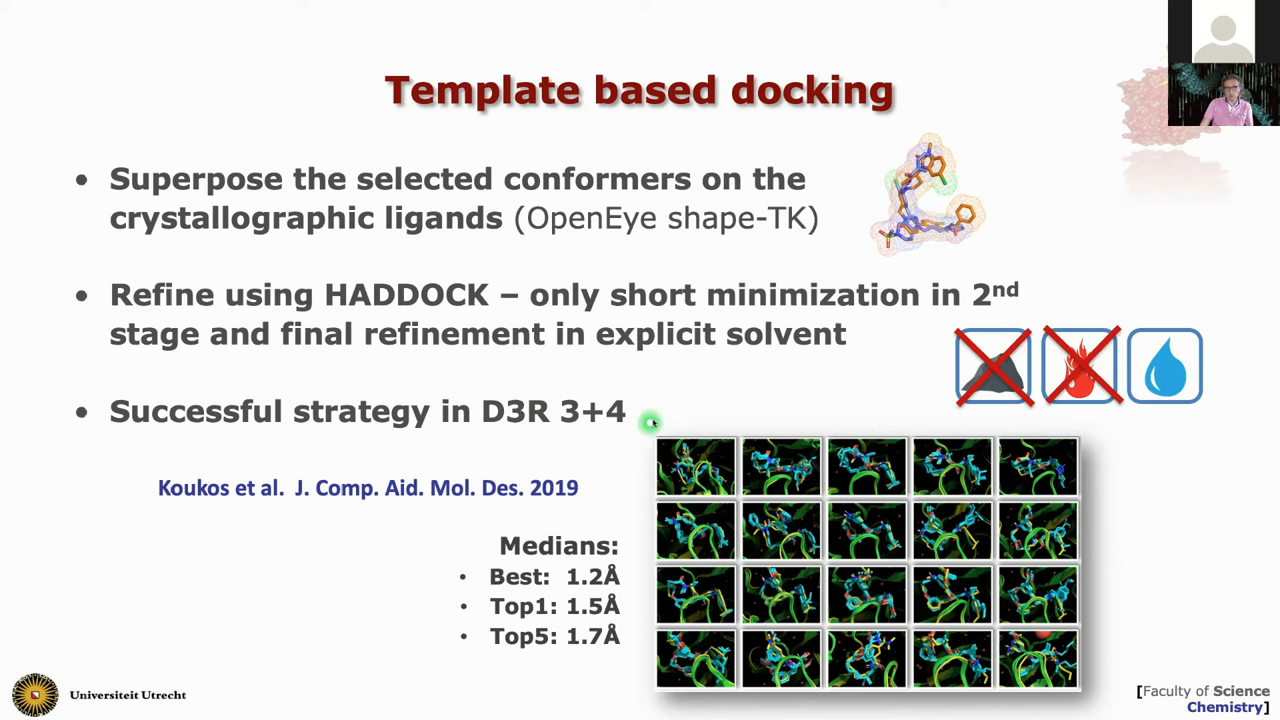 Template based docking
• Superpose the selected conformers on the
crystallographic ligands (OpenEye shape-TK)
• Refine using HADDOCK – only short minimization in 2nd
stage and final refinement in explicit solvent
• Successful strategy in D3R 3+4
Koukos et al. J. Comp. Aid. Mol. Des. 2019
Medians:
• Best: 1.2Å
• Top1: 1.5Å
• Top5: 1.7Å
Universiteit Utrecht
[Faculty of Science
Chemistry]